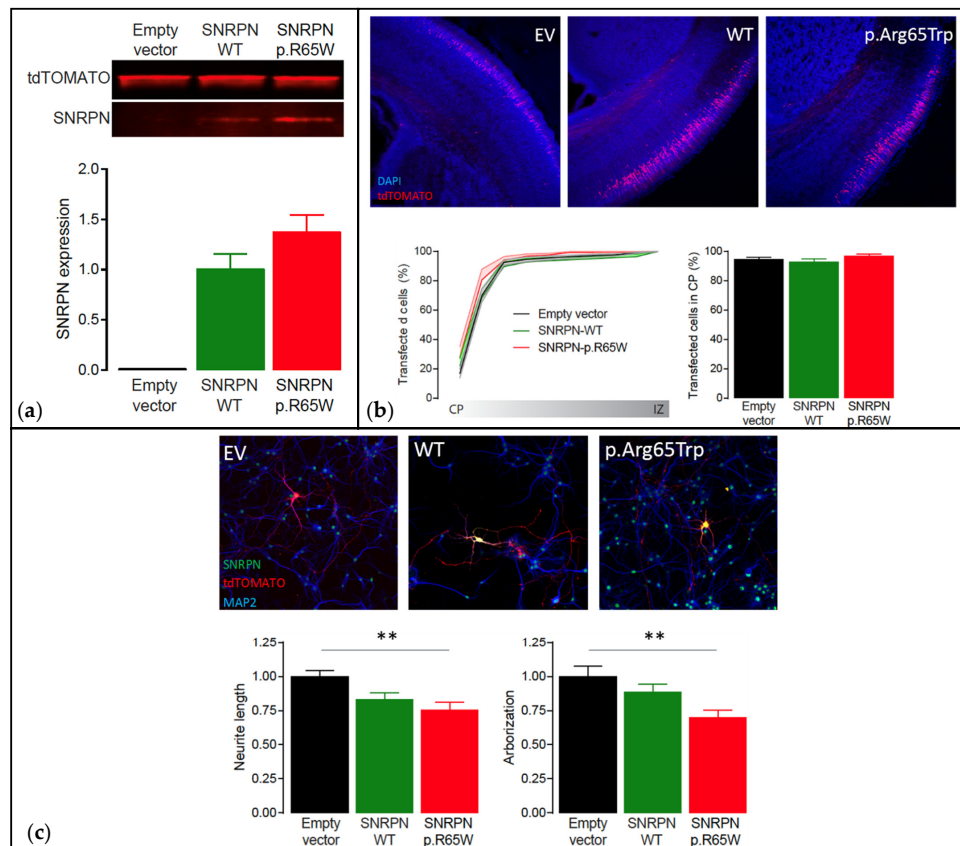 Empty vector
SNRPN WT
SNRPN p.R65W
tdTOMATO
SNRPN
SNRPN expression
2.0
1.5
1.0
0.5
0.0
Empty vector
SNRPN WT
SNRPN p.R65W
(a)
EV
WT
p.Arg65Trp
DAPI
tdTOMATO
Transfecte d cells (%)
100
80
60
40
20
0
Empty vector
SNRPN-WT
SNRPN-p.R65W
CP
IZ
Transfected cells in CP (%)
100
80
60
40
20
0
Empty vector
SNRPN WT
SNRPN p.R65W
(b)
EV
WT
p.Arg65Trp
SNRPN
tdTOMATO
MAP2
Neurite length
1.25
1.00
0.75
0.50
0.25
0.00
**
Empty vector
SNRPN WT
SNRPN p.R65W
Arborization
1.25
1.00
0.75
0.50
0.25
0.00
**
Empty vector
SNRPN WT
SNRPN p.R65W
(c)